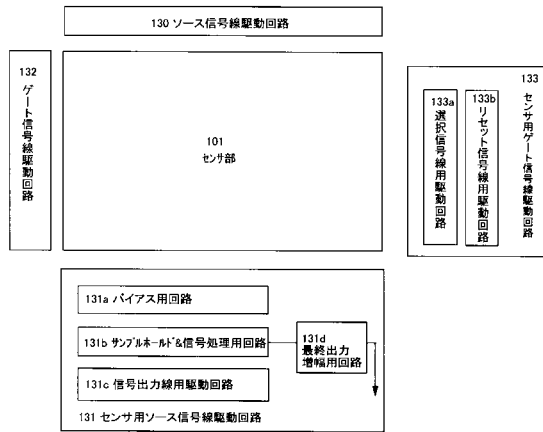 130 ソース信号線駆動回路
132
ゲート信号線駆動回路
101
センサ部
133
センサ用ゲート信号線駆動回路
133a
選択信号線用駆動回路
133b
リセット信号線用駆動回路
131a バイアス用回路
131b サンプルホールド&信号処理用回路
131d
最終出力
増幅用回路
131c 信号出力線用駆動回路
131 センサ用ソース信号線駆動回路